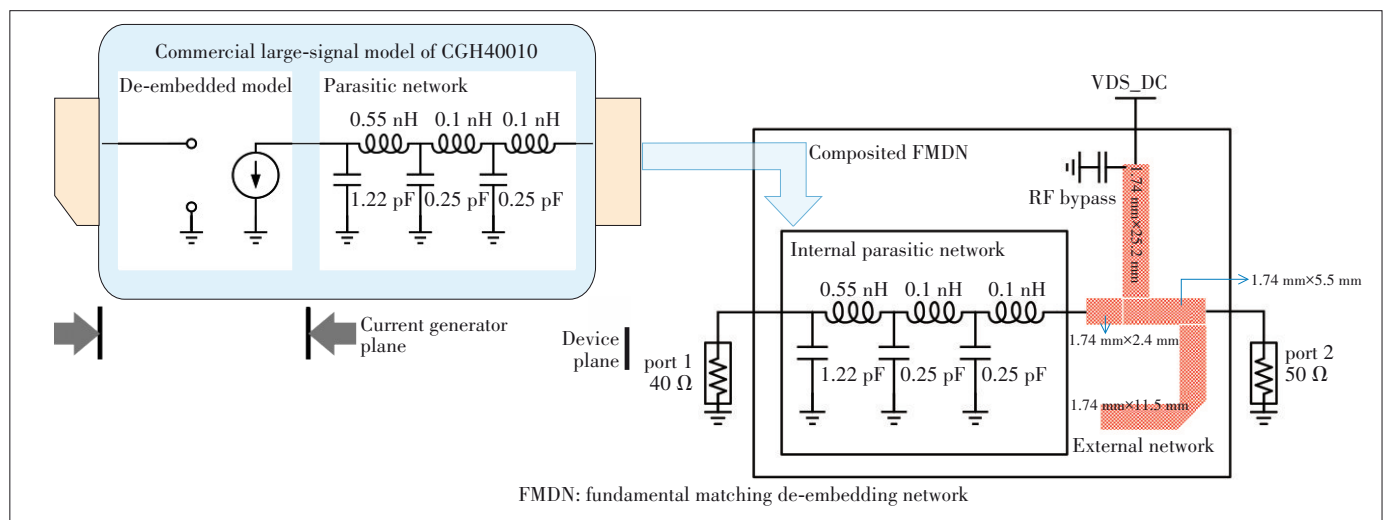 Commercial large-signal model of CGH40010
De-embedded model
Parasitic network
0.55 nH 0.1 nH 0.1 nH
1.22 pF 0.25 pF 0.25 pF
Current generator
plane
Device
plane
VDS_DC
Composited FMDN
RF bypass
1.74 mm×25.2 mm
Internal parasitic network
1.74 mm×5.5 mm
0.55 nH 0.1 nH 0.1 nH
1.74 mm×2.4 mm
port 1
40 Ω
1.22 pF 0.25 pF 0.25 pF
port 2
50 Ω
1.74 mm×11.5 mm
External network
FMDN: fundamental matching de-embedding network